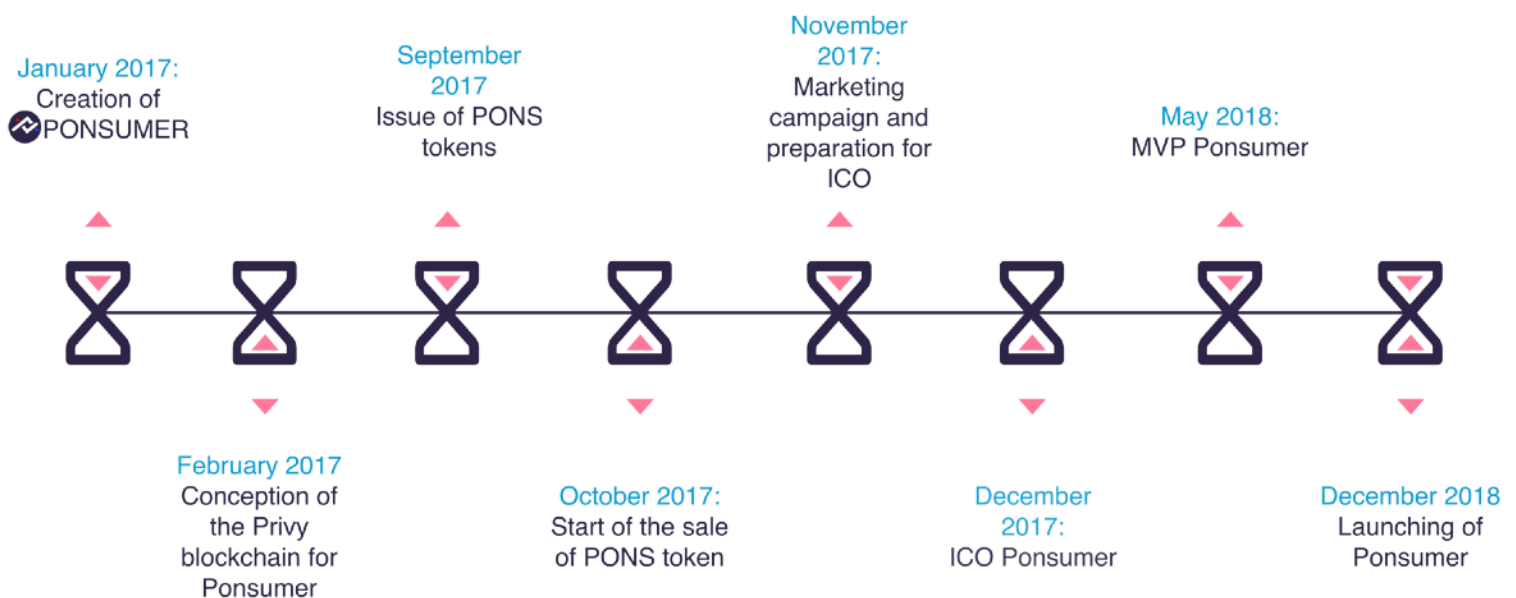 January 2017:
Creation of
PONSUMER
February 2017
Conception of
the Privy
blockchain for
Ponsumer
September
2017
Issue of PONS
tokens
October 2017:
Start of the sale
of PONS token
November
2017:
Marketing
campaign and
preparation for
ICO
December
2017:
ICO Ponsumer
May 2018:
MVP Ponsumer
December 2018
Launching of
Ponsumer